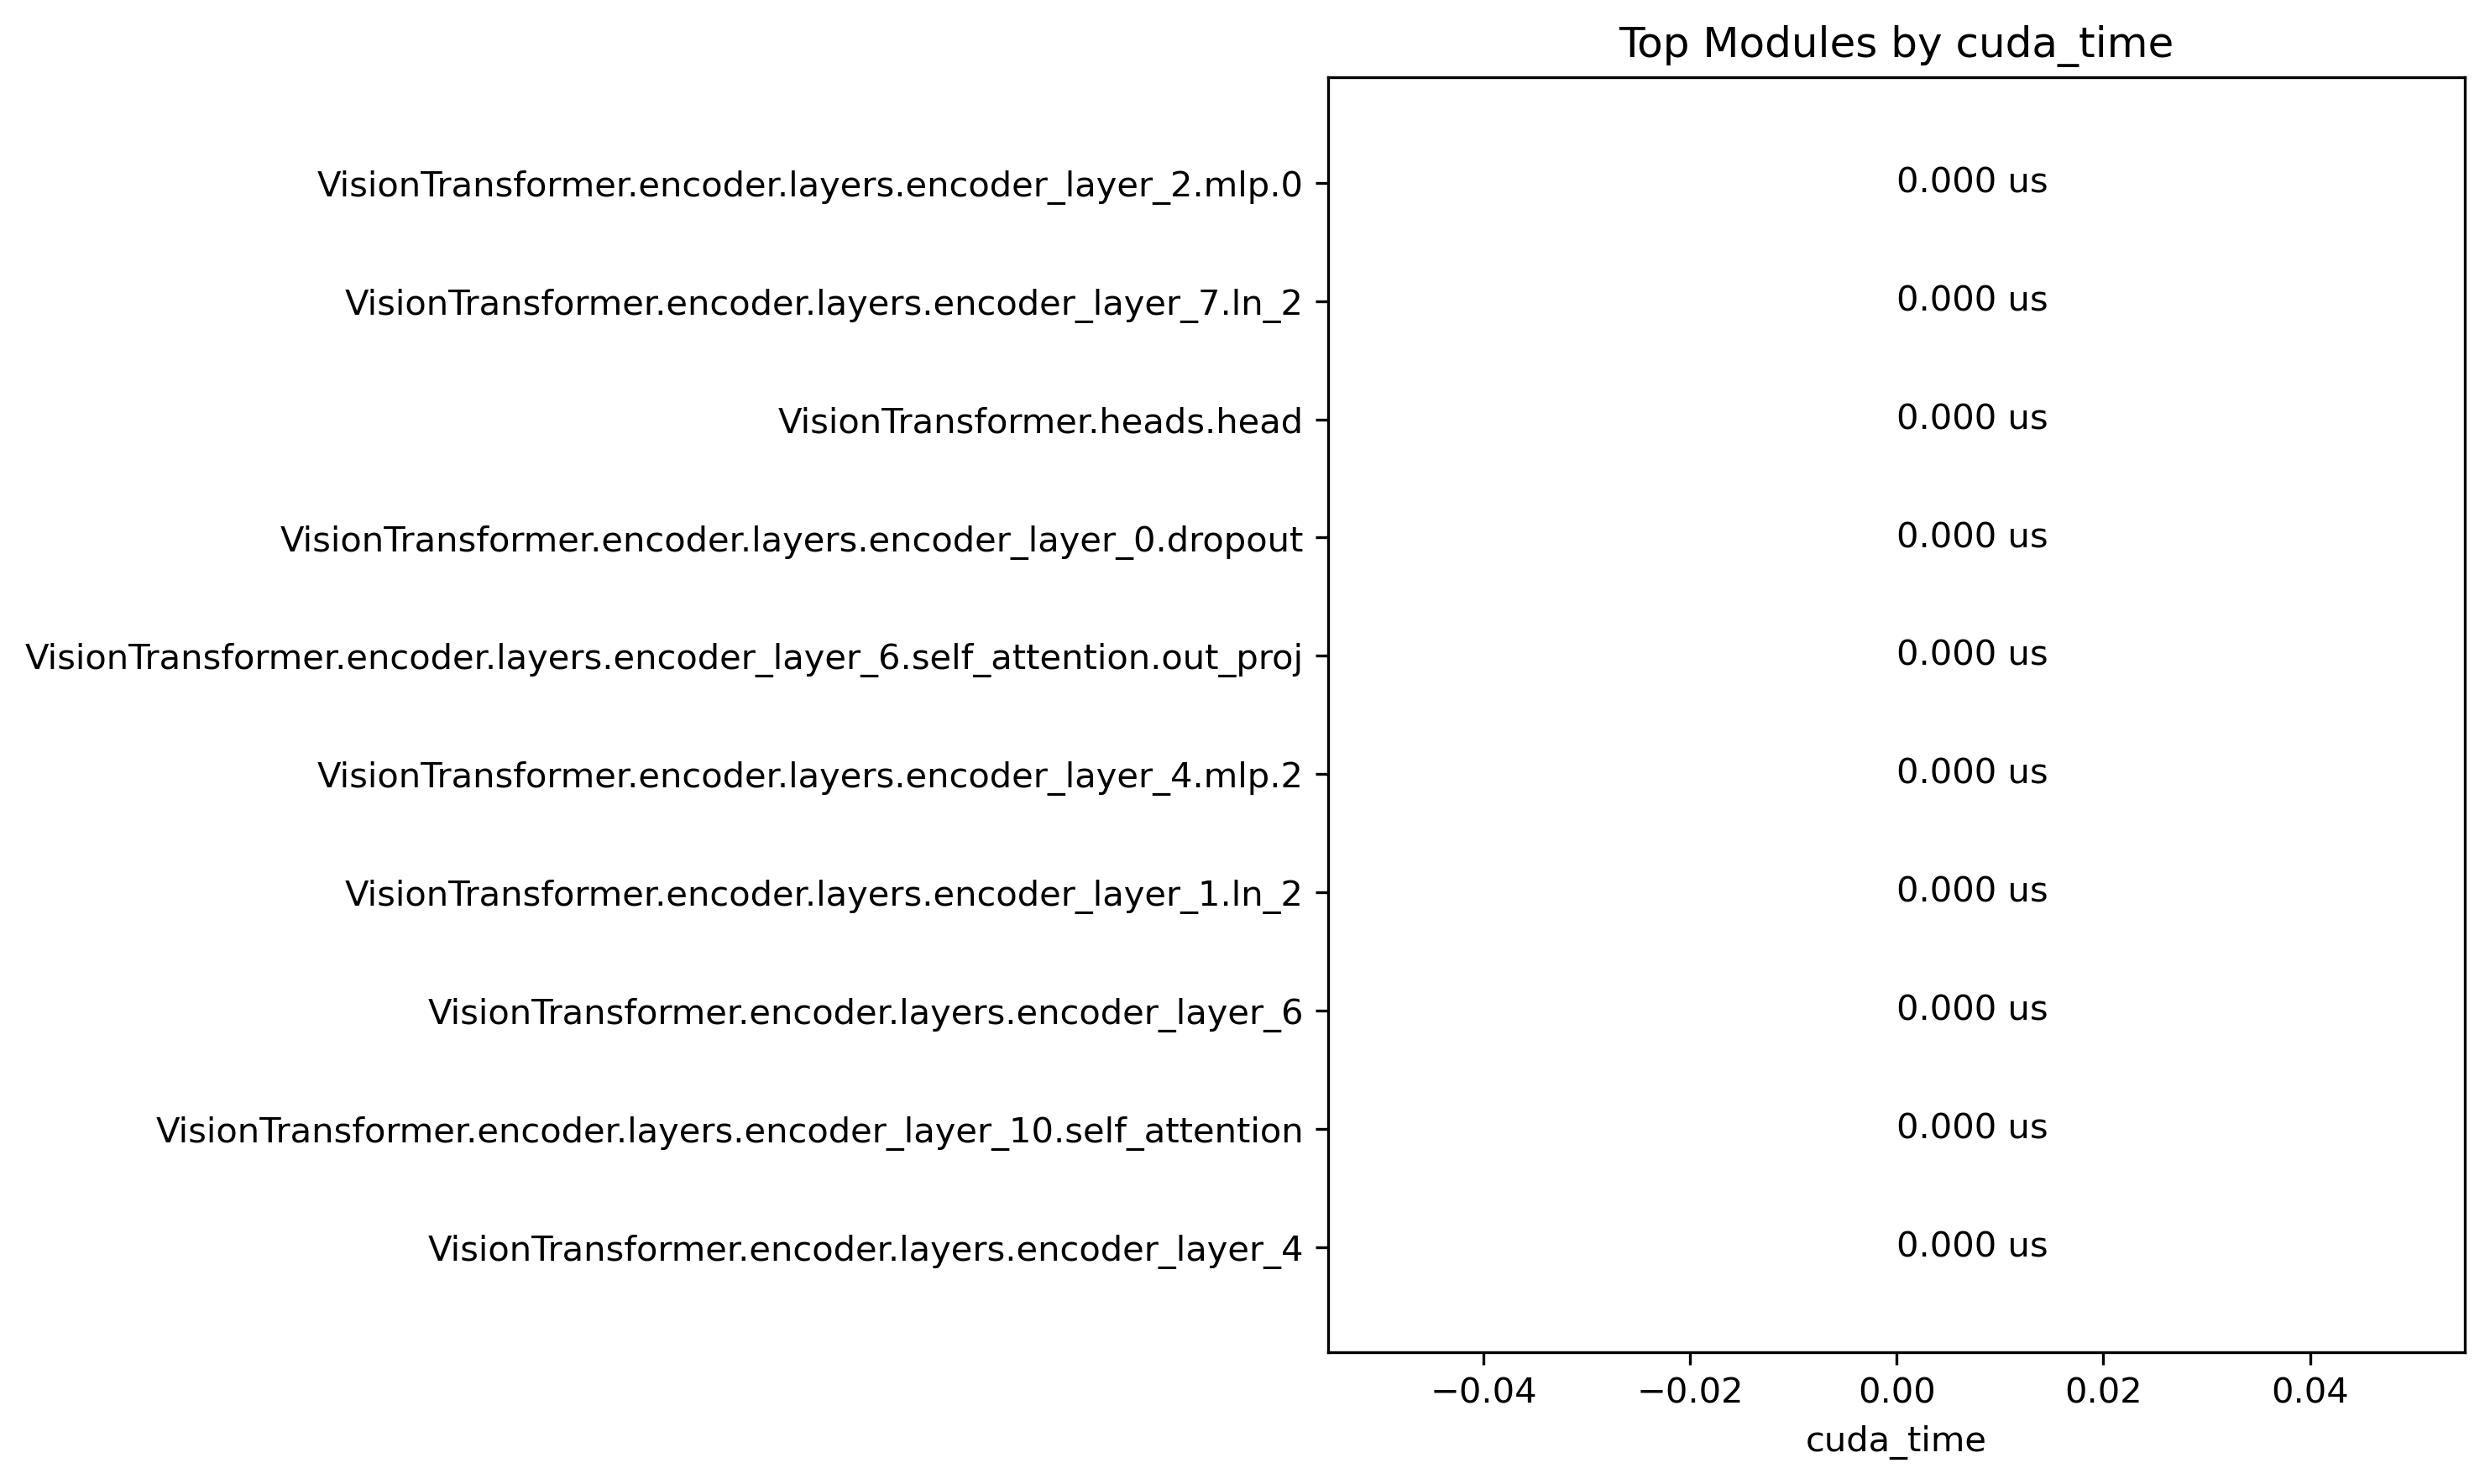 Top Modules by cuda_time
VisionTransformer.encoder.layers.encoder_layer_2.mlp.0 0.000 us
VisionTransformer.encoder.layers.encoder_layer_7.ln_2 0.000 us
VisionTransformer.heads.head 0.000 us
VisionTransformer.encoder.layers.encoder_layer_0.dropout 0.000 us
VisionTransformer.encoder.layers.encoder_layer_6.self_attention.out_proj 0.000 us
VisionTransformer.encoder.layers.encoder_layer_4.mlp.2 0.000 us
VisionTransformer.encoder.layers.encoder_layer_1.ln_2 0.000 us
VisionTransformer.encoder.layers.encoder_layer_6 0.000 us
VisionTransformer.encoder.layers.encoder_layer_10.self_attention 0.000 us
VisionTransformer.encoder.layers.encoder_layer_4 0.000 us
−0.04 −0.02 0.00 0.02 0.04
cuda_time